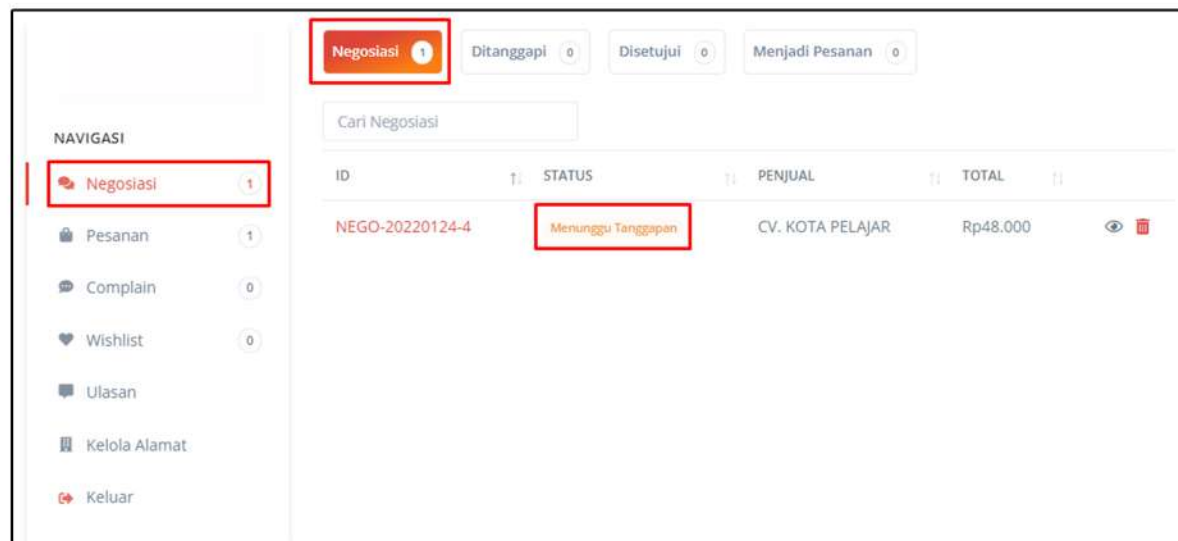 Negosiasi 1 Ditanggapi 0 Disetujui 0 Menjadi Pesanan 0
Cari Negosiasi
NAVIGASI
Negosiasi 1
Pesanan 1
Complain 0
Wishlist 0
Ulasan
Kelola Alamat
Keluar
ID STATUS PENJUAL TOTAL
NEGO-20220124-4 Menunggu Tanggapan CV. KOTA PELAJAR Rp48.000